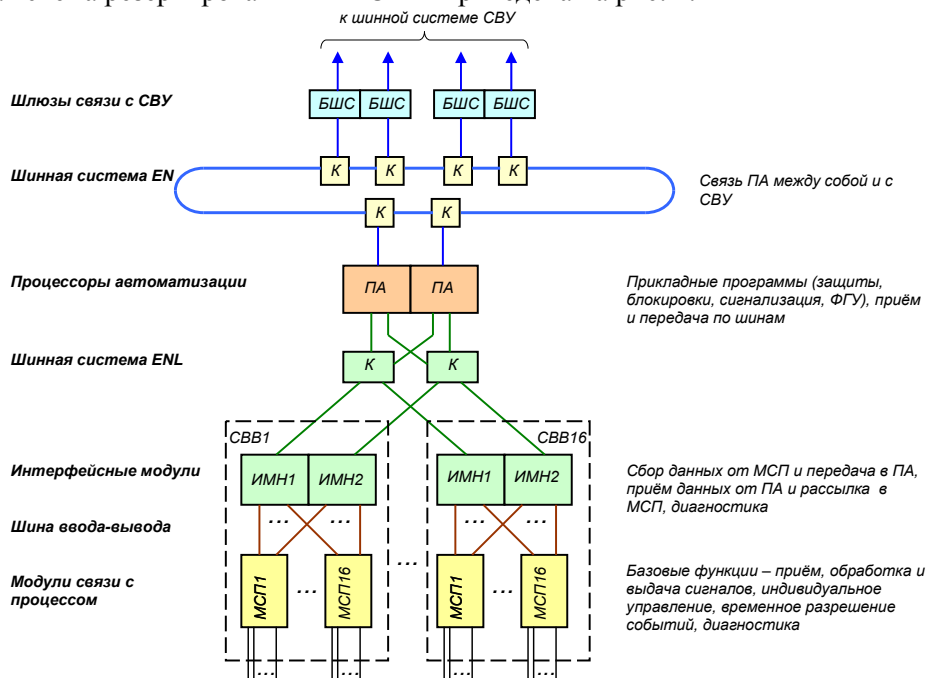 к шинной системе СВУ
Шлюзы связи с СВУ
БШС БШС БШС БШС
К К К К
Шинная система EN
Связь ПА между собой и с
СВУ
К К
Процессоры автоматизации
ПА ПА
Прикладные программы (защиты,
блокировки, сигнализация, ФГУ), приём
и передача по шинам
Шинная система ENL
К К
СВВ1 СВВ16
Интерфейсные модули
ИМН1 ИМН2 ИМН1 ИМН2
Сбор данных от МСП и передача в ПА,
приём данных от ПА и рассылка в
МСП, диагностика
Шина ввода-вывода
... ... ... ...
Модули связи с
процессом
МСП1 ... МСП16 ... МСП1 ... МСП16
Базовые функции – приём, обработка и
выдача сигналов, индивидуальное
управление, временное разрешение
событий, диагностика
... ... ... ...